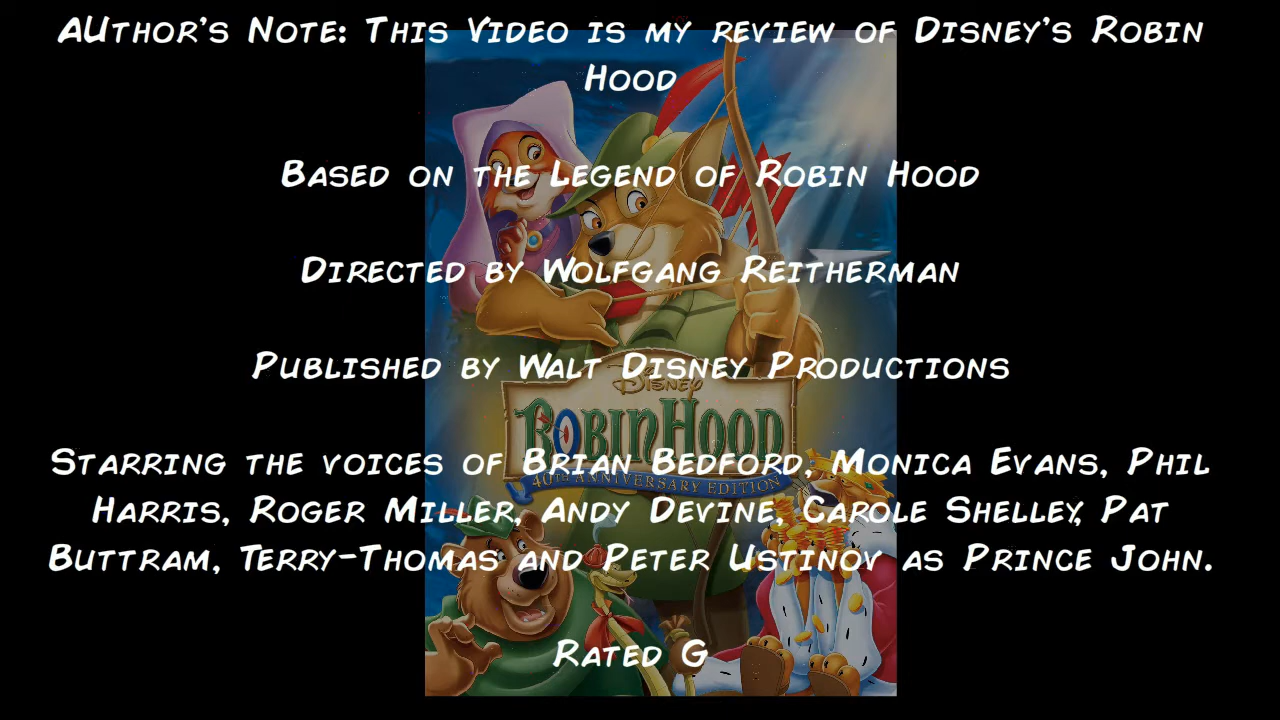 Author's Note: This Video is my review of Disney's Robin
Hood
Based on the Legend of Robin Hood
Directed by Wolfgang Reitherman
Published by Walt Disney Productions
Disney
Robin Hood
40th Anniversary Edition
Starring the voices of Brian Bedford, Monica Evans, Phil
Harris, Roger Miller, Andy Devine, Carole Shelley, Pat
Buttram, Terry-Thomas and Peter Ustinov as Prince John.
Rated G